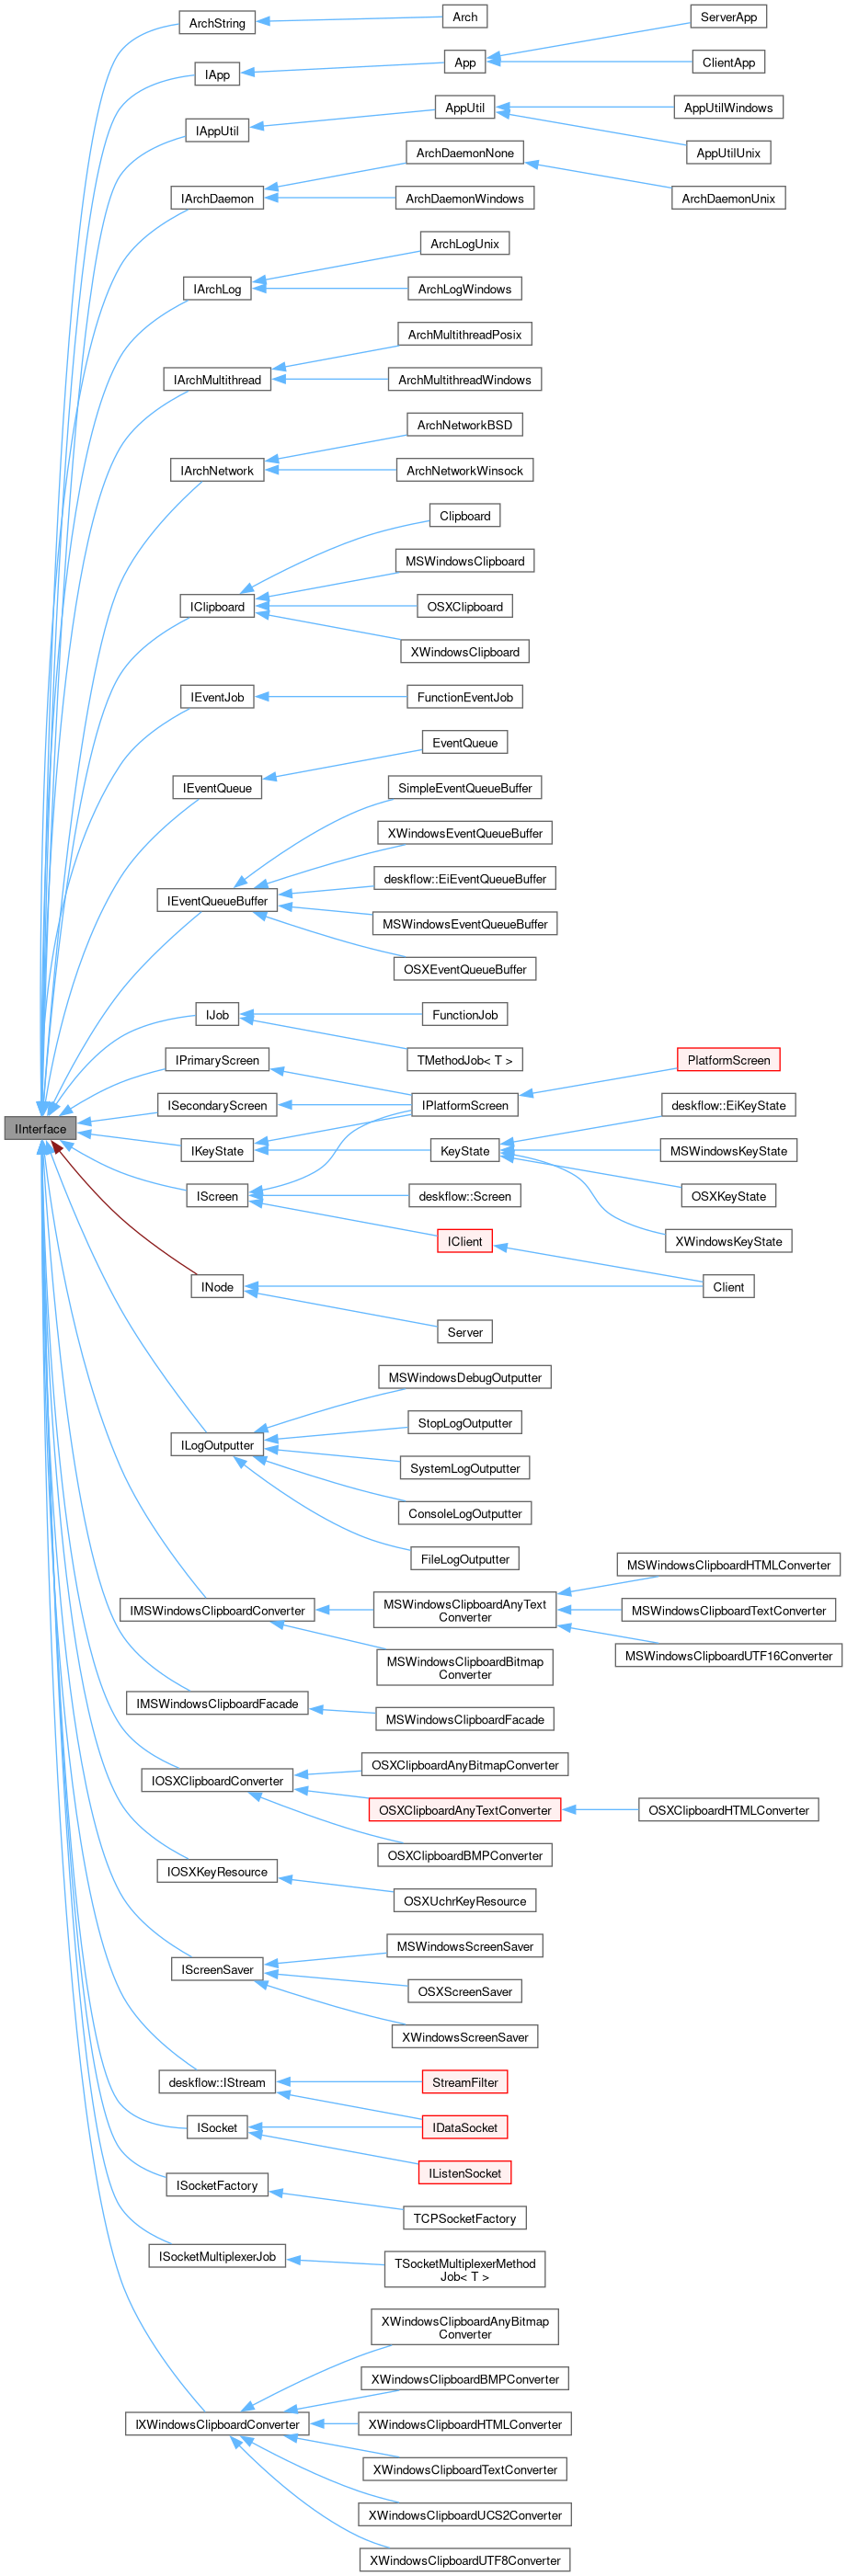 ArchString
Arch
ServerApp
IApp
App
ClientApp
IAppUtil
AppUtil
AppUtilWindows
AppUtilUnix
IArchDaemon
ArchDaemonNone
ArchDaemonWindows
ArchDaemonUnix
IArchLog
ArchLogUnix
ArchLogWindows
IArchMultithread
ArchMultithreadPosix
ArchMultithreadWindows
IArchNetwork
ArchNetworkBSD
ArchNetworkWinsock
IClipboard
Clipboard
MSWindowsClipboard
OSXClipboard
XWindowsClipboard
IEventJob
FunctionEventJob
IEventQueue
EventQueue
IEventQueueBuffer
SimpleEventQueueBuffer
XWindowsEventQueueBuffer
deskflow::EiEventQueueBuffer
MSWindowsEventQueueBuffer
OSXEventQueueBuffer
IJob
FunctionJob
TMethodJob< T >
IPrimaryScreen
PlatformScreen
ISecondaryScreen
IPlatformScreen
deskflow::EiKeyState
IInterface
IKeyState
KeyState
MSWindowsKeyState
IScreen
deskflow::Screen
OSXKeyState
IClient
XWindowsKeyState
INode
Client
Server
ILogOutputter
MSWindowsDebugOutputter
StopLogOutputter
SystemLogOutputter
ConsoleLogOutputter
FileLogOutputter
IMSWindowsClipboardConverter
MSWindowsClipboardAnyText
Converter
MSWindowsClipboardHTMLConverter
MSWindowsClipboardTextConverter
MSWindowsClipboardUTF16Converter
MSWindowsClipboardBitmap
Converter
IMSWindowsClipboardFacade
MSWindowsClipboardFacade
IOSXClipboardConverter
OSXClipboardAnyBitmapConverter
OSXClipboardAnyTextConverter
OSXClipboardHTMLConverter
OSXClipboardBMPConverter
IOSXKeyResource
OSXUchrKeyResource
IScreenSaver
MSWindowsScreenSaver
OSXScreenSaver
XWindowsScreenSaver
deskflow::IStream
StreamFilter
ISocket
IDataSocket
IListenSocket
ISocketFactory
TCPSocketFactory
ISocketMultiplexerJob
TSocketMultiplexerMethod
Job< T >
IXWindowsClipboardConverter
XWindowsClipboardAnyBitmap
Converter
XWindowsClipboardBMPConverter
XWindowsClipboardHTMLConverter
XWindowsClipboardTextConverter
XWindowsClipboardUCS2Converter
XWindowsClipboardUTF8Converter